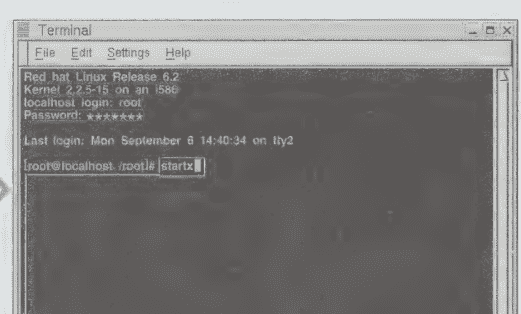 Terminal
File Edit Settings Help
Red hat Linux Release 6.2
Kernel 2.2.5-15 on an i586
localhost login: root
Password: *******
Last login: Mon September 6 14:40:34 on tty2
[root@localhost /root]# startx